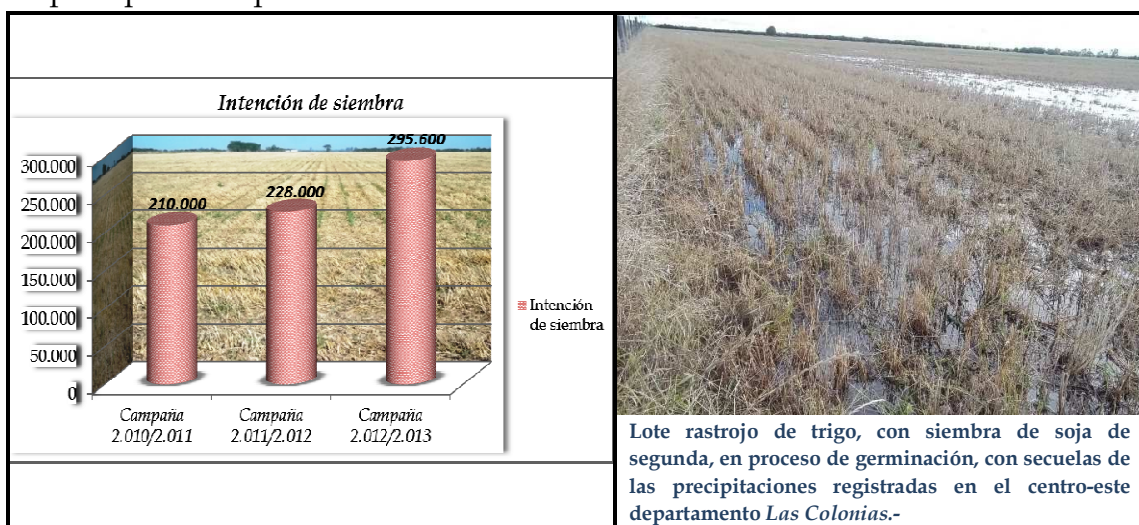 Intención de siembra
300.000
250.000
200.000
150.000
100.000
50.000
0
210.000
228.000
295.600
Campaña
2.010/2.011
Campaña
2.011/2.012
Campaña
2.012/2.013
Intención
de siembra
Lote rastrojo de trigo, con siembra de soja de
segunda, en proceso de germinación, con secuelas de
las precipitaciones registradas en el centro-este
departamento Las Colonias.-